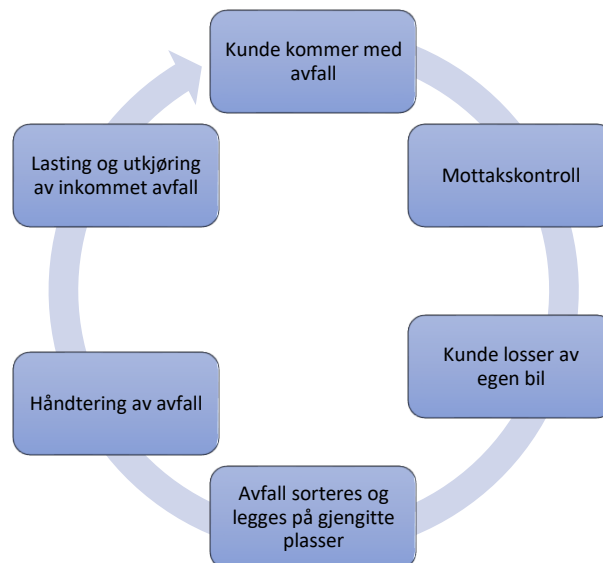 Kunde kommer med
avfall
Mottakskontroll
Kunde losser av
egen bil
Avfall sorteres og
legges på gjengitte
plasser
Håndtering av avfall
Lasting og utkjøring
av inkommet avfall